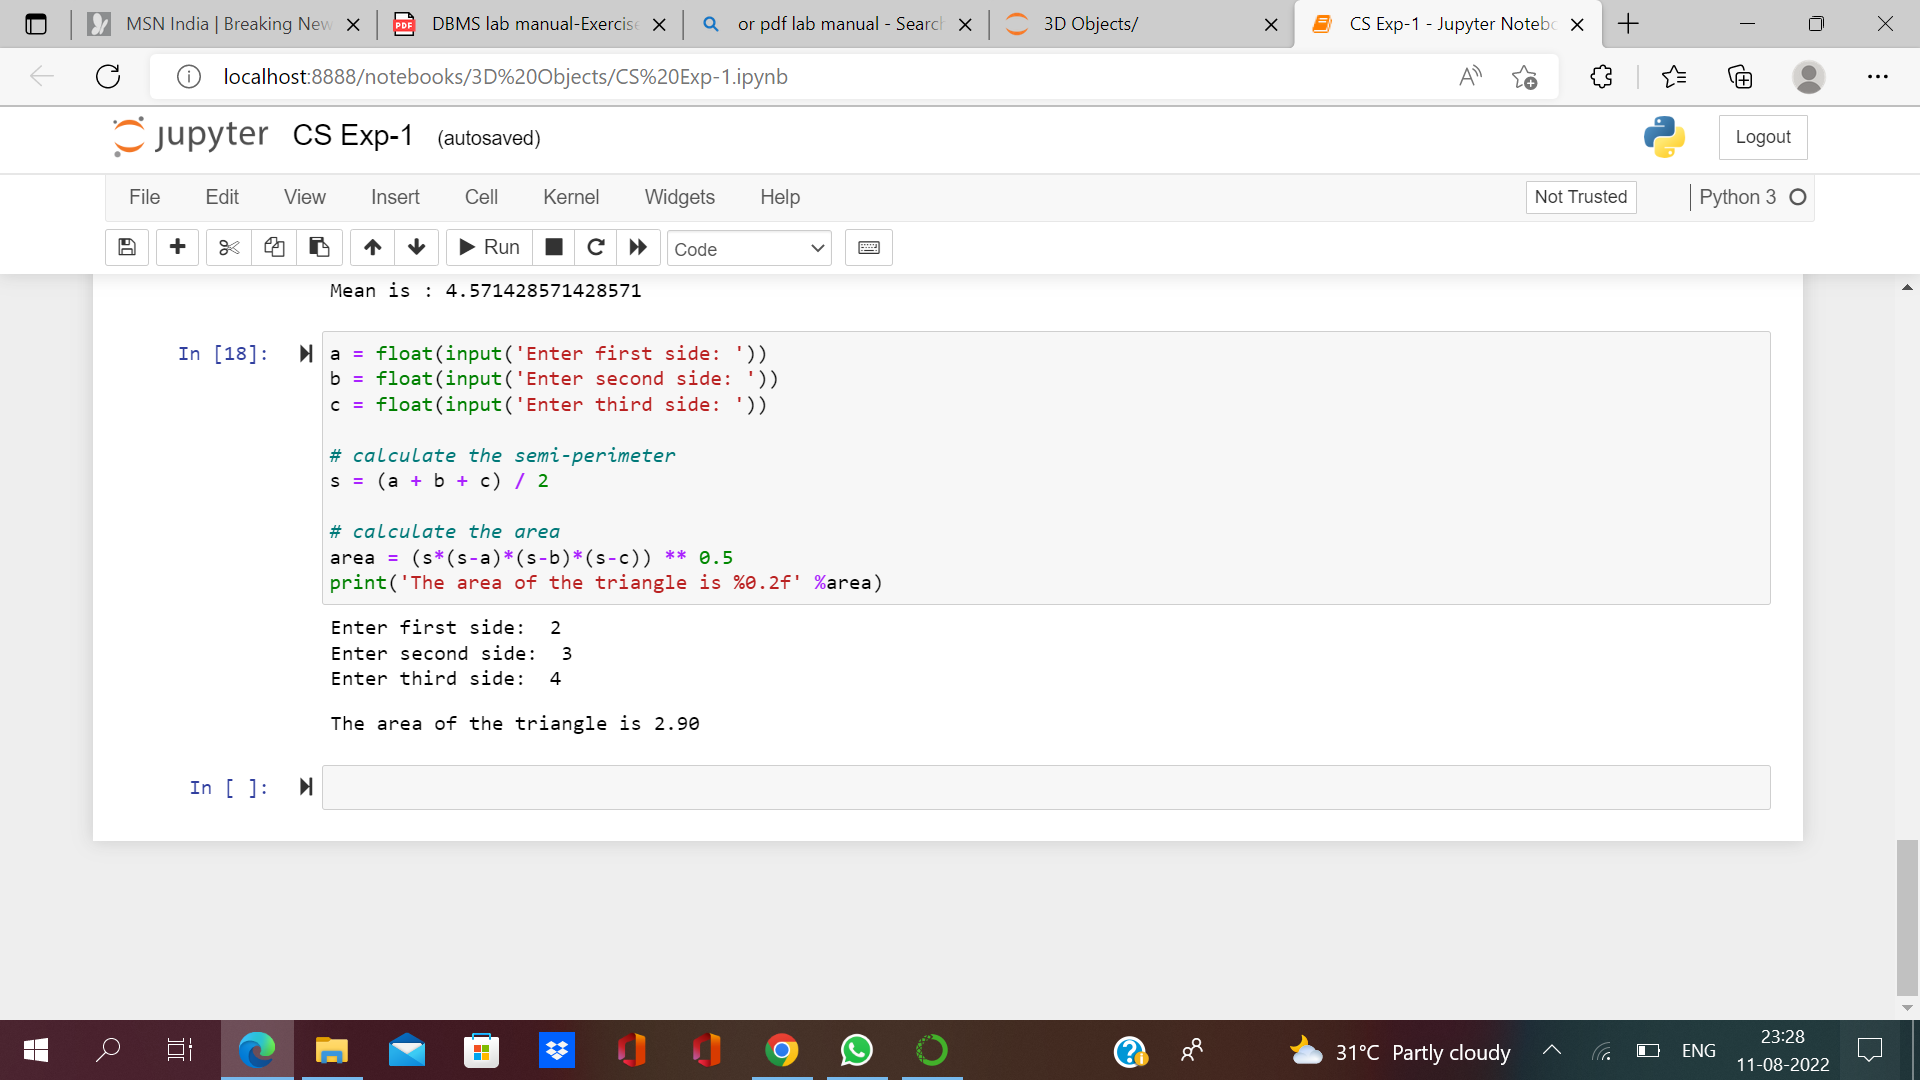 MSN India | Breaking New
DBMS lab manual-Exercise
or pdf lab manual - Search
3D Objects/
CS Exp-1 - Jupyter Notebo
localhost:8888/notebooks/3D%20Objects/CS%20Exp-1.ipynb
jupyter CS Exp-1 (autosaved)
Logout
File Edit View Insert Cell Kernel Widgets Help
Not Trusted
Python 3
Run
Code
Mean is : 4.571428571428571
In [18]:
a = float(input('Enter first side: '))
b = float(input('Enter second side: '))
c = float(input('Enter third side: '))
# calculate the semi-perimeter
s = (a + b + c) / 2
# calculate the area
area = (s*(s-a)*(s-b)*(s-c)) ** 0.5
print('The area of the triangle is %0.2f' %area)
Enter first side: 2
Enter second side: 3
Enter third side: 4
The area of the triangle is 2.90
In [ ]:
31°C Partly cloudy
ENG
23:28
11-08-2022